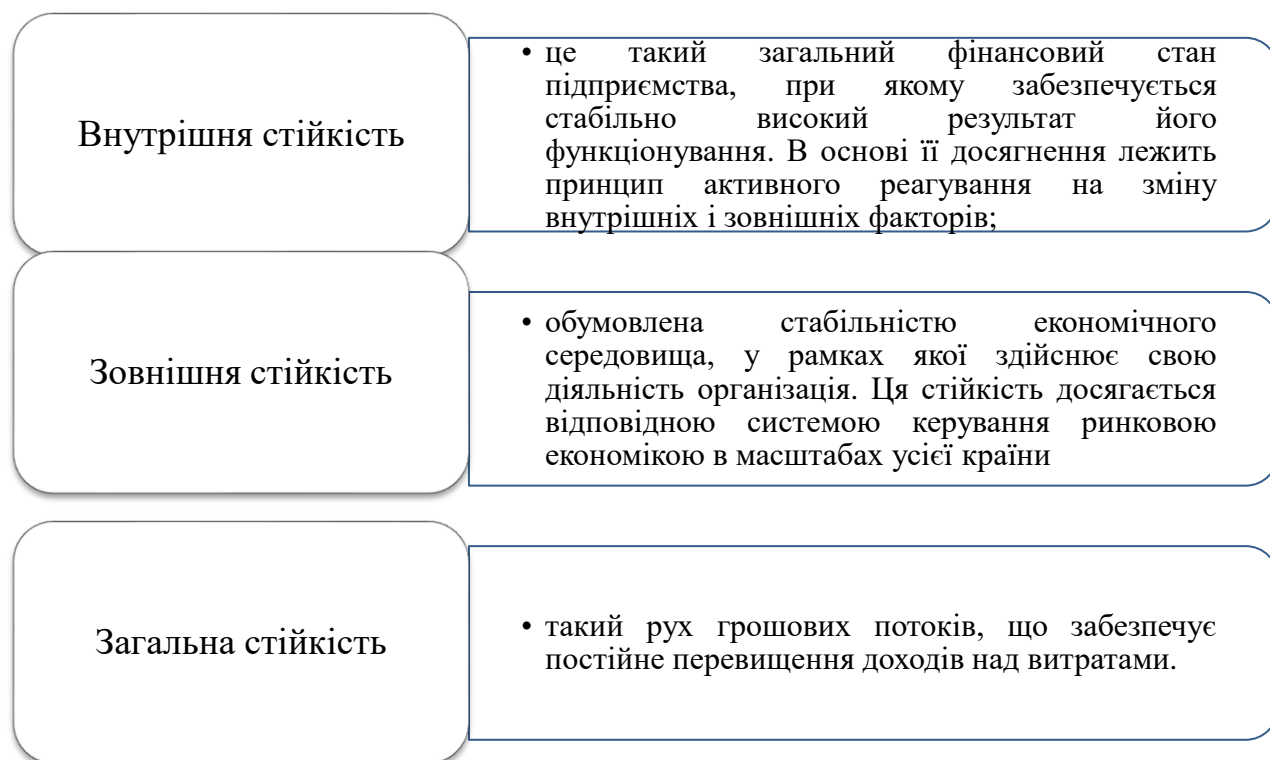 Внутрішня стійкість
• це такий загальний фінансовий стан
підприємства, при якому забезпечується
стабільно високий результат його
функціонування. В основі її досягнення лежить
принцип активного реагування на зміну
внутрішніх і зовнішніх факторів;
Зовнішня стійкість
• обумовлена стабільністю економічного
середовища, у рамках якої здійснює свою
діяльність організація. Ця стійкість досягається
відповідною системою керування ринковою
економікою в масштабах усієї країни
Загальна стійкість
• такий рух грошових потоків, що забезпечує
постійне перевищення доходів над витратами.